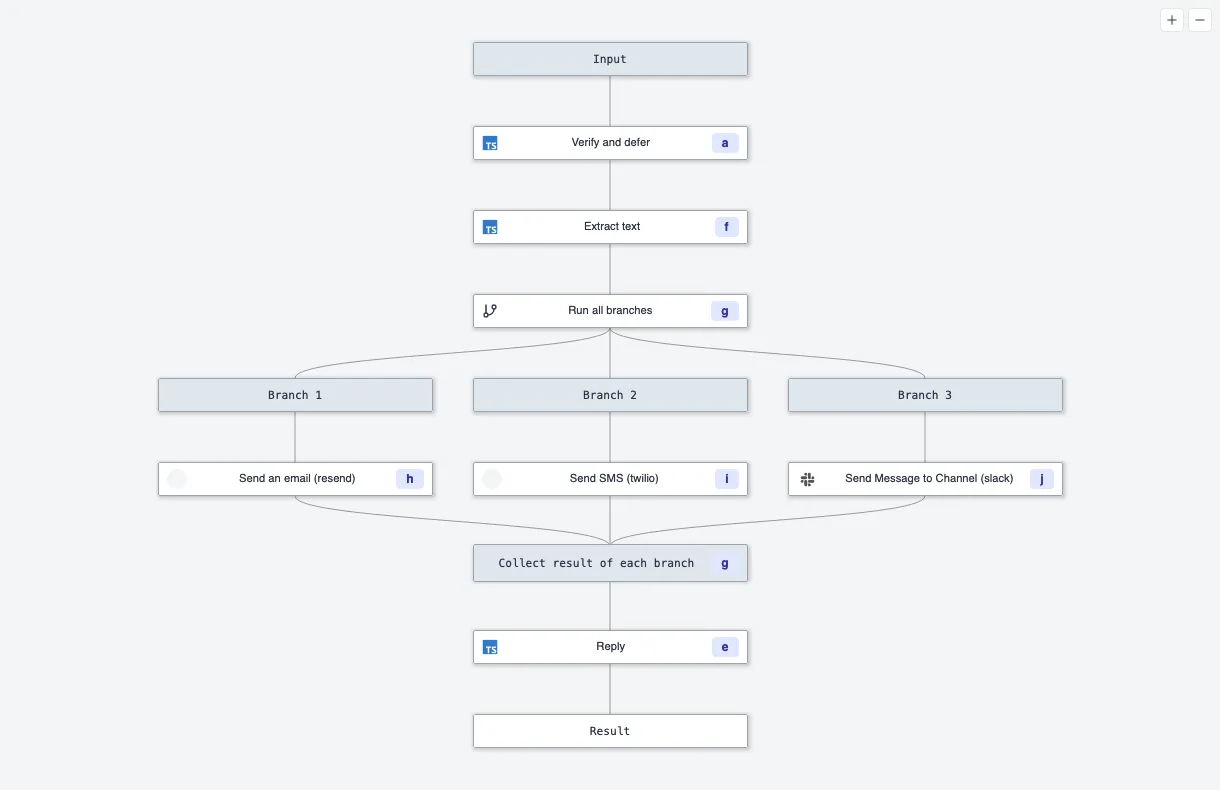 + −
Input
TS Verify and defer a
TS Extract text f
Run all branches g
Branch 1 Branch 2 Branch 3
Send an email (resend) h Send SMS (twilio) i Send Message to Channel (slack) j
Collect result of each branch g
TS Reply e
Result